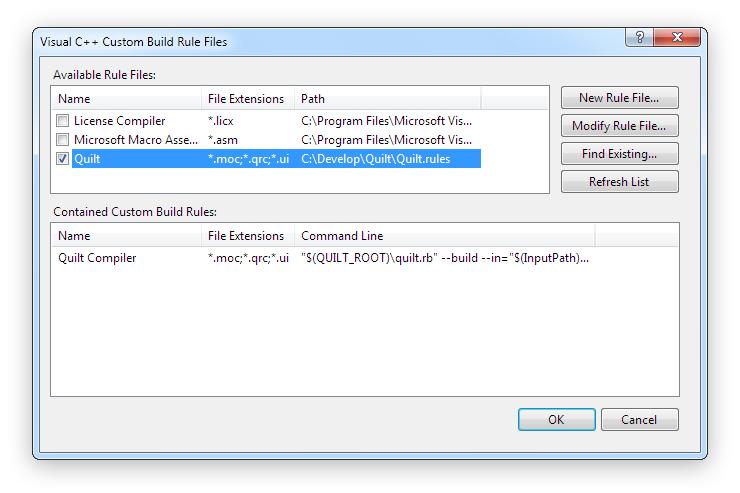 Visual C++ Custom Build Rule Files
Available Rule Files:
Name File Extensions Path
License Compiler *.licx C:\Program Files\Microsoft Vis...
Microsoft Macro Asse... *.asm C:\Program Files\Microsoft Vis...
Quilt *.moc;*.qrc;*.ui C:\Develop\Quilt\Quilt.rules
New Rule File...
Modify Rule File...
Find Existing...
Refresh List
Contained Custom Build Rules:
Name File Extensions Command Line
Quilt Compiler *.moc;*.qrc;*.ui "$(QUILT_ROOT)\quilt.rb" --build --in="$(InputPath)...
OK Cancel